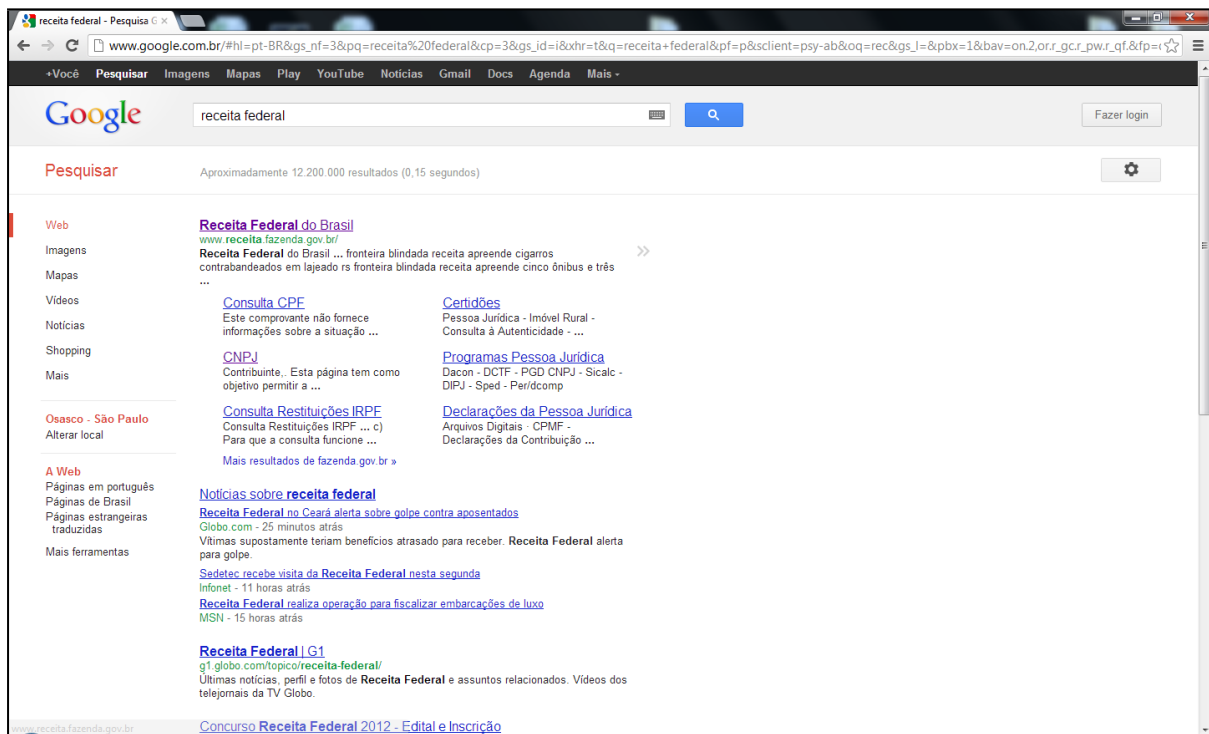 receita federal - Pesquisa G
www.google.com.br/#hl=pt-BR&gs_nf=3&pq=receita%20federal&cp=3&gs_id=i&xhr=t&q=receita+federal&pf=p&sclient=psy-ab&oq=rec&gs_l=&pbx=1&bav=on.2,or.r_gc.r_pw.r_qf.&fp=
+Você Pesquisar Imagens Mapas Play YouTube Notícias Gmail Docs Agenda Mais
Google
receita federal
Fazer login
Pesquisar
Aproximadamente 12.200.000 resultados (0,15 segundos)
Web
Imagens
Mapas
Vídeos
Notícias
Shopping
Mais
Osasco - São Paulo
Alterar local
A Web
Páginas em português
Páginas de Brasil
Páginas estrangeiras
traduzidas
Mais ferramentas
Receita Federal do Brasil
www.receita.fazenda.gov.br/
Receita Federal do Brasil ... fronteira blindada receita apreende cigarros
contrabandeados em lajeado rs fronteira blindada receita apreende cinco ônibus e três
...
Consulta CPF
Este comprovante não fornece
informações sobre a situação ...
CNPJ
Contribuinte,. Esta página tem como
objetivo permitir a ...
Consulta Restituições IRPF
Consulta Restituições IRPF ... c)
Para que a consulta funcione ...
Certidões
Pessoa Jurídica - Imóvel Rural -
Consulta à Autenticidade - ...
Programas Pessoa Jurídica
Dacon - DCTF - PGD CNPJ - Sicalc -
DIPJ - Sped - Per/dcomp
Declarações da Pessoa Jurídica
Arquivos Digitais · CPMF -
Declarações da Contribuição ...
Mais resultados de fazenda.gov.br »
Notícias sobre receita federal
Receita Federal no Ceará alerta sobre golpe contra aposentados
Globo.com - 25 minutos atrás
Vítimas supostamente teriam benefícios atrasado para receber. Receita Federal alerta
para golpe.
Sedetec recebe visita da Receita Federal nesta segunda
Infonet - 11 horas atrás
Receita Federal realiza operação para fiscalizar embarcações de luxo
MSN - 15 horas atrás
Receita Federal | G1
g1.globo.com/topico/receita-federal/
Últimas notícias, perfil e fotos de Receita Federal e assuntos relacionados. Vídeos dos
telejornais da TV Globo.
Concurso Receita Federal 2012 - Edital e Inscrição
www.receita.fazenda.gov.br